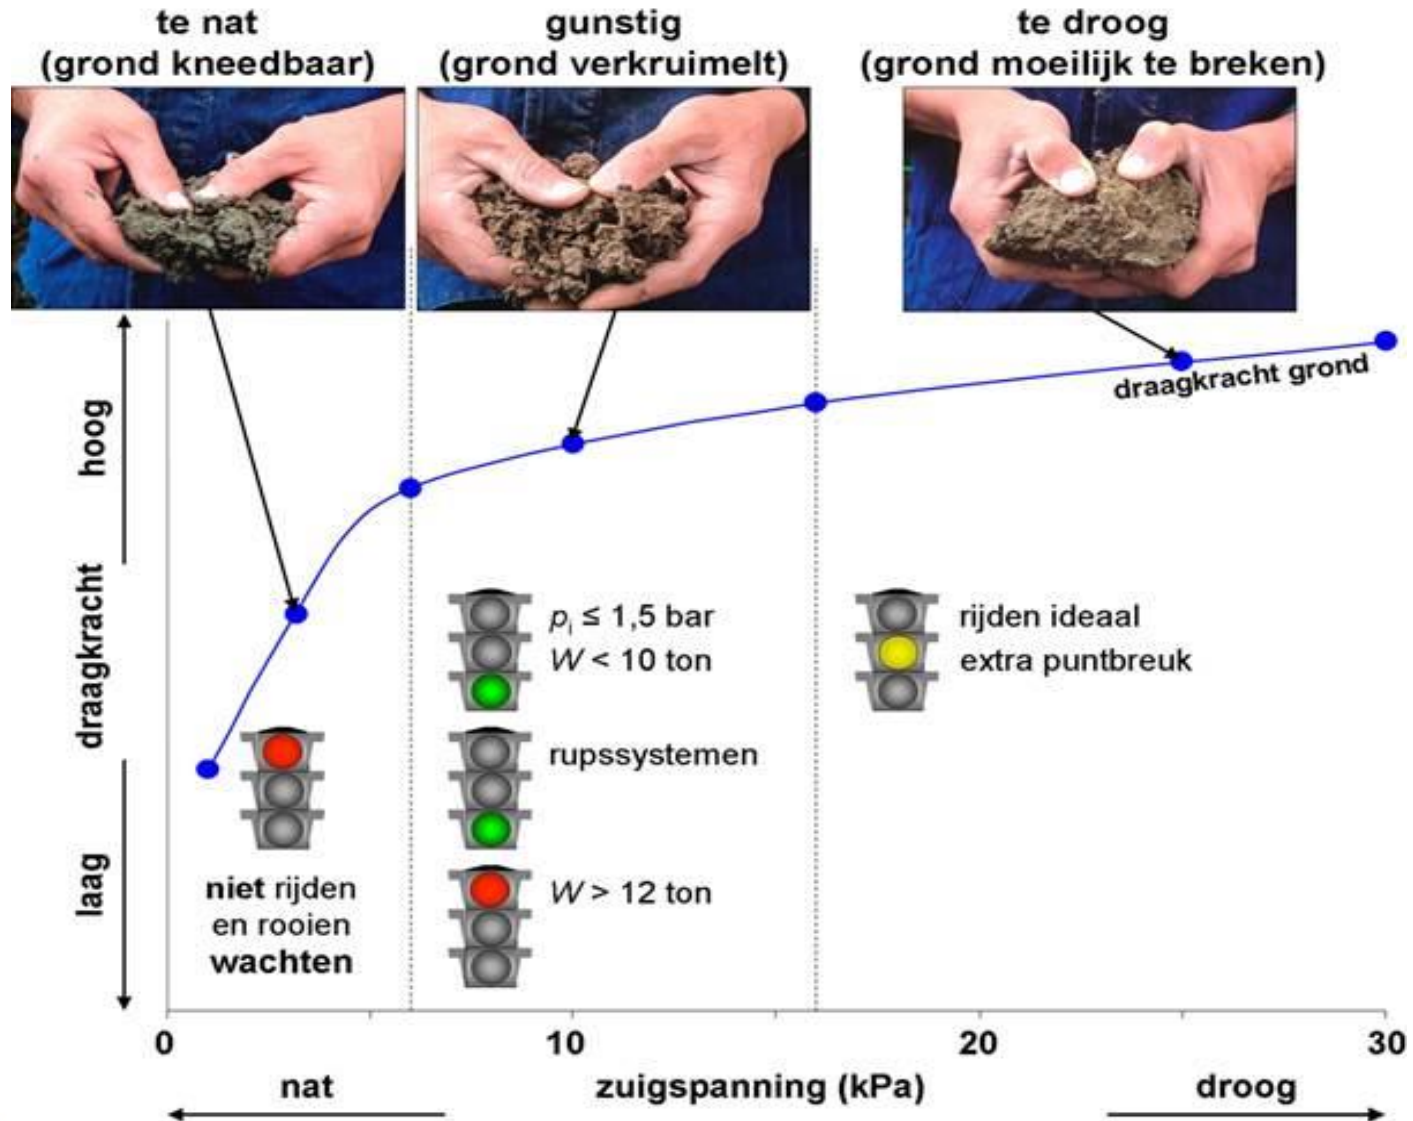 te nat
(grond kneedbaar)
gunstig
(grond verkruimelt)
te droog
(grond moeilijk te breken)
hoog
draagkracht
laag
draagkracht grond
niet rijden
en rooien
wachten
pi ≤ 1,5 bar
W < 10 ton
rupssystemen
W > 12 ton
rijden ideaal
extra puntbreuk
0
10
20
30
nat
zuigspanning (kPa)
droog